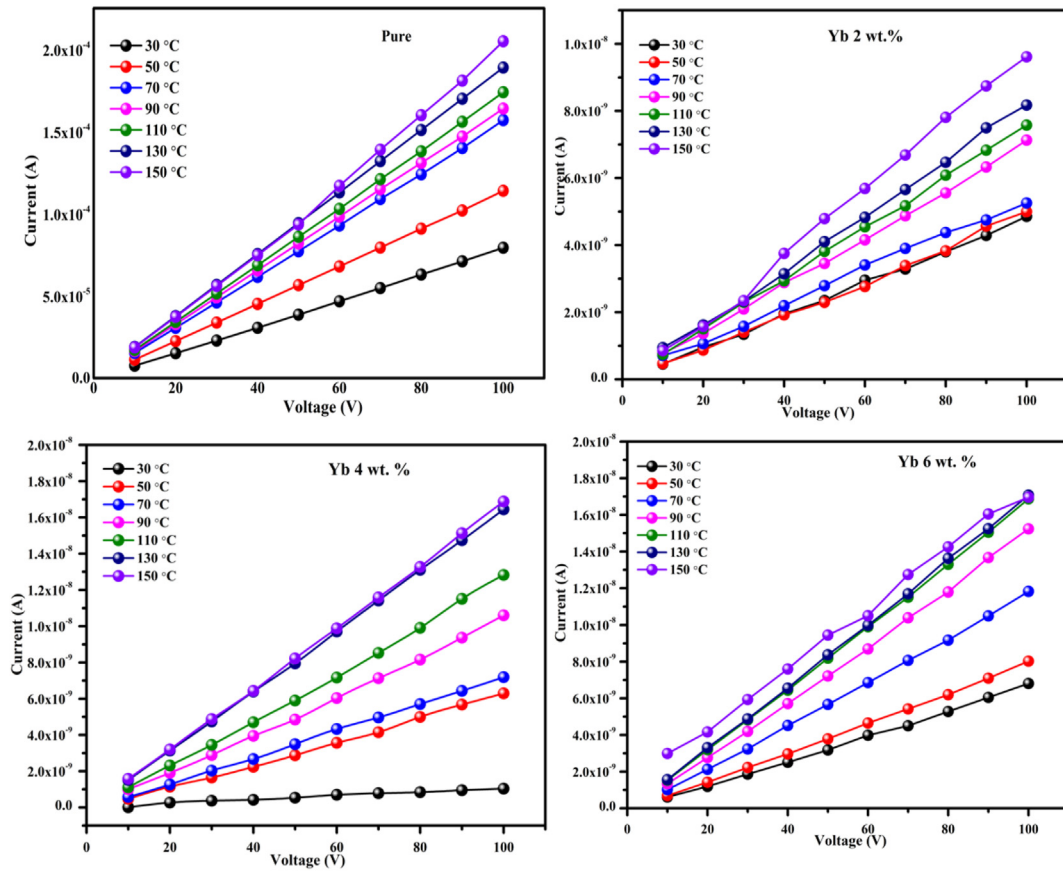 Pure
Current (A)
2.0x10⁻⁴
1.5x10⁻⁴
1.0x10⁻⁴
5.0x10⁻⁵
0.0
30 °C
50 °C
70 °C
90 °C
110 °C
130 °C
150 °C
0 20 40 60 80 100
Voltage (V)
Yb 2 wt.%
Current (A)
1.0x10⁻⁸
8.0x10⁻⁹
6.0x10⁻⁹
4.0x10⁻⁹
2.0x10⁻⁹
0.0
30 °C
50 °C
70 °C
90 °C
110 °C
130 °C
150 °C
0 20 40 60 80 100
Voltage (V)
Yb 4 wt. %
Current (A)
2.0x10⁻⁸
1.8x10⁻⁸
1.6x10⁻⁸
1.4x10⁻⁸
1.2x10⁻⁸
1.0x10⁻⁸
8.0x10⁻⁹
6.0x10⁻⁹
4.0x10⁻⁹
2.0x10⁻⁹
0.0
30 °C
50 °C
70 °C
90 °C
110 °C
130 °C
150 °C
0 20 40 60 80 100
Voltage (V)
Yb 6 wt. %
Current (A)
2.0x10⁻⁸
1.8x10⁻⁸
1.6x10⁻⁸
1.4x10⁻⁸
1.2x10⁻⁸
1.0x10⁻⁸
8.0x10⁻⁹
6.0x10⁻⁹
4.0x10⁻⁹
2.0x10⁻⁹
0.0
30 °C
50 °C
70 °C
90 °C
110 °C
130 °C
150 °C
0 20 40 60 80 100
Voltage (V)